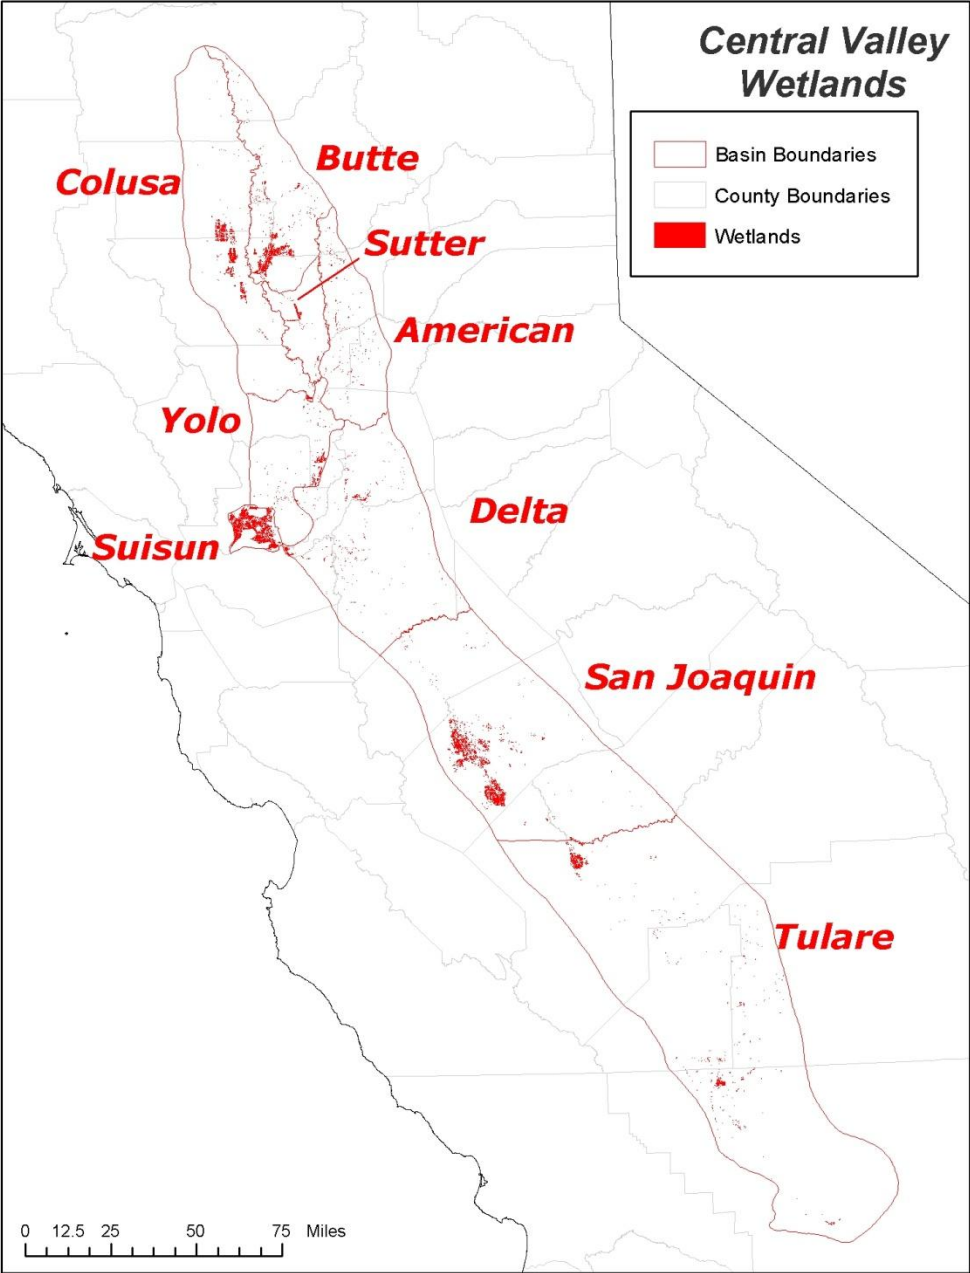 Central Valley
Wetlands
Basin Boundaries
County Boundaries
Wetlands
Butte
Colusa
Sutter
American
Yolo
Delta
Suisun
San Joaquin
Tulare
0 12.5 25 50 75 Miles